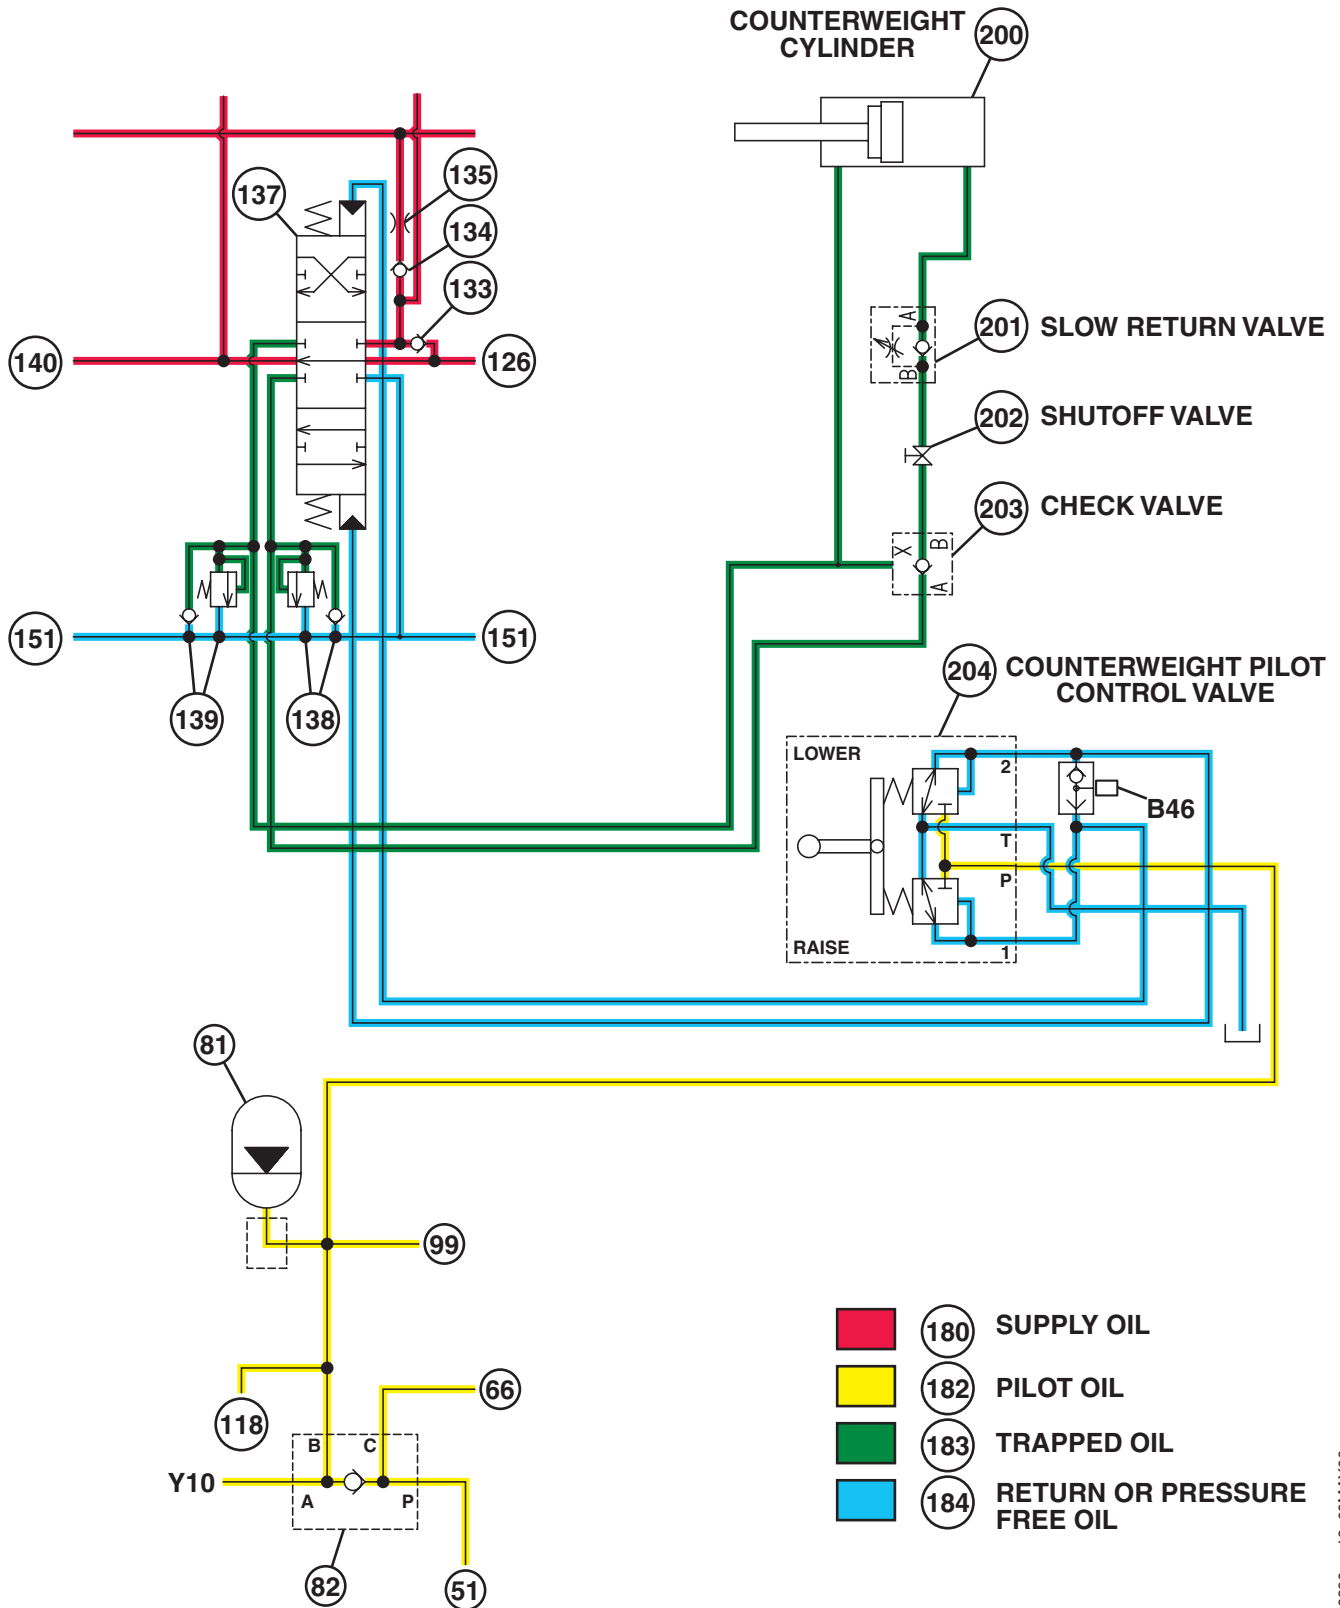 COUNTERWEIGHT
CYLINDER
200
137
135
134
133
140
126
A
B
201 SLOW RETURN VALVE
202 SHUTOFF VALVE
203 CHECK VALVE
X
B
A
151
151
139
138
204 COUNTERWEIGHT PILOT
CONTROL VALVE
LOWER
2
B46
T
P
RAISE
1
81
99
118
66
B
C
Y10
A
P
82
51
180 SUPPLY OIL
182 PILOT OIL
183 TRAPPED OIL
184 RETURN OR PRESSURE
FREE OIL